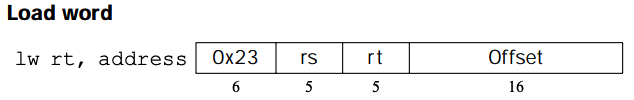 Load word
lw rt, address 0x23 rs rt Offset
6 5 5 16